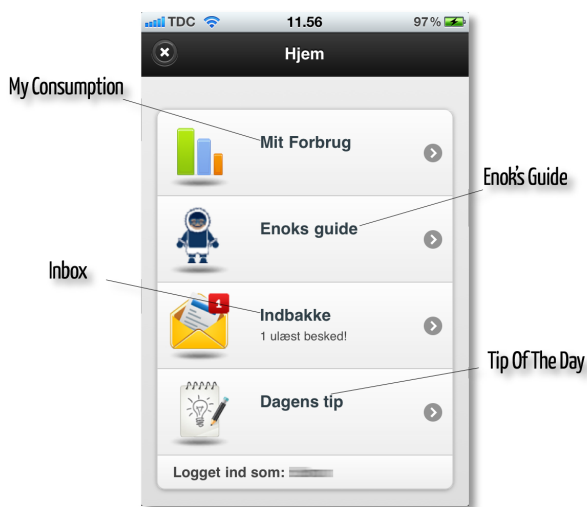 TDC 11.56 97%
Hjem
My Consumption
Mit Forbrug
Enok's Guide
Enoks guide
Inbox
1
Indbakke
1 ulæst besked!
Tip Of The Day
Dagens tip
Logget ind som: